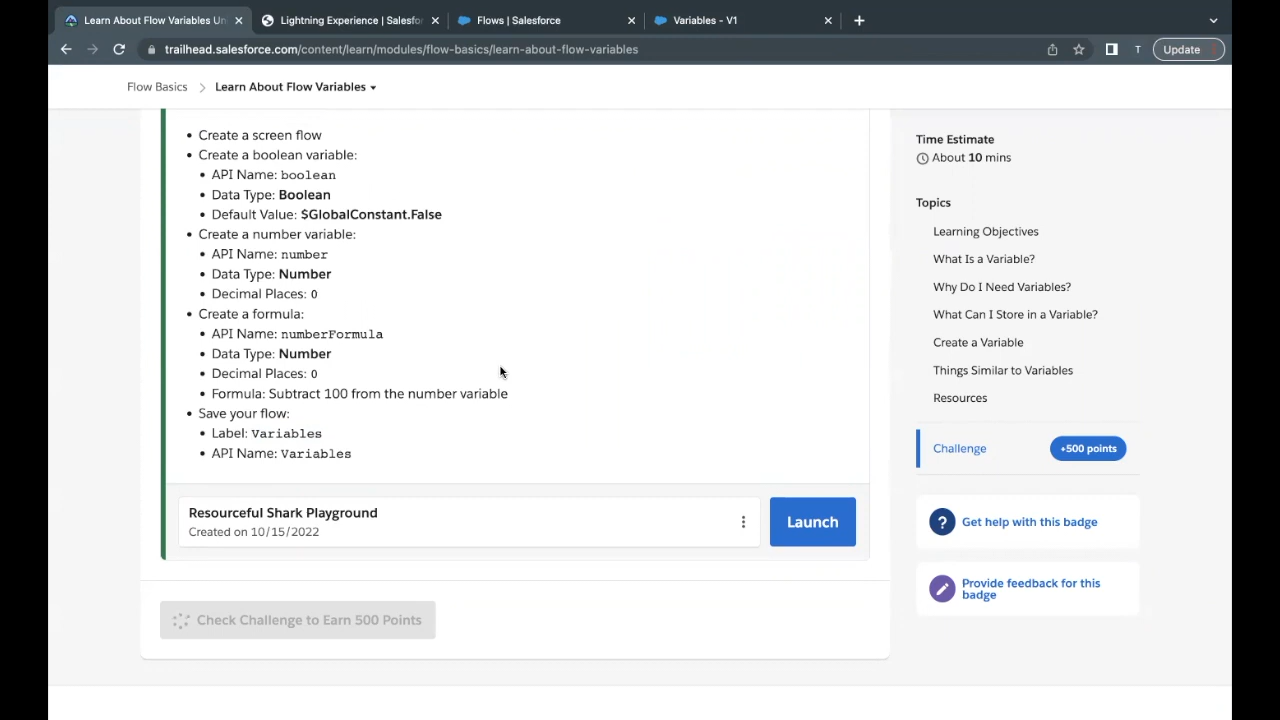 Learn About Flow Variables Un
Lightning Experience | Salesfor
Flows | Salesforce
Variables - V1
trailhead.salesforce.com/content/learn/modules/flow-basics/learn-about-flow-variables
T
Update
Flow Basics
Learn About Flow Variables
Create a screen flow
Create a boolean variable:
API Name: boolean
Data Type: Boolean
Default Value: $GlobalConstant.False
Create a number variable:
API Name: number
Data Type: Number
Decimal Places: 0
Create a formula:
API Name: numberFormula
Data Type: Number
Decimal Places: 0
Formula: Subtract 100 from the number variable
Save your flow:
Label: Variables
API Name: Variables
Resourceful Shark Playground
Created on 10/15/2022
Launch
Check Challenge to Earn 500 Points
Time Estimate
About 10 mins
Topics
Learning Objectives
What Is a Variable?
Why Do I Need Variables?
What Can I Store in a Variable?
Create a Variable
Things Similar to Variables
Resources
Challenge
+500 points
Get help with this badge
Provide feedback for this
badge